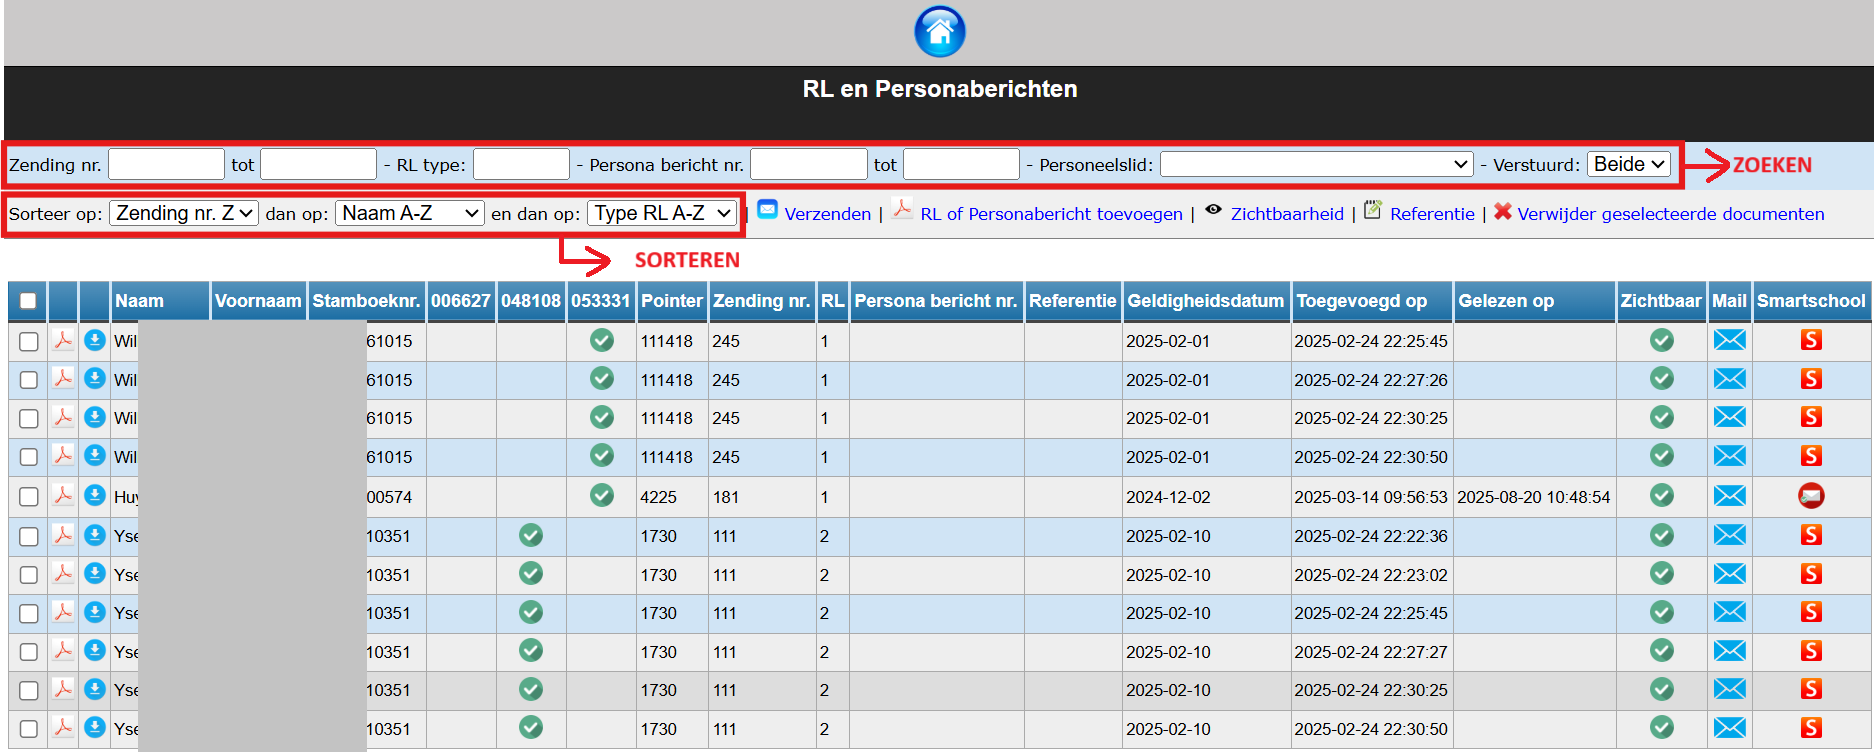 RL en Personaberichten
Zending nr. tot - RL type: - Persona bericht nr. tot - Personeelslid: - Verstuurd: Beide ZOEKEN
Sorteer op: Zending nr. Z dan op: Naam A-Z en dan op: Type RL A-Z | Verzenden | RL of Personabericht toevoegen | Zichtbaarheid | Referentie | Verwijder geselecteerde documenten
SORTEREN
Naam Voornaam Stamboeknr. 006627 048108 053331 Pointer Zending nr. RL Persona bericht nr. Referentie Geldigheidsdatum Toegevoegd op Gelezen op Zichtbaar Mail Smartschool
Wil 61015 111418 245 1 2025-02-01 2025-02-24 22:25:45 S
Wil 61015 111418 245 1 2025-02-01 2025-02-24 22:27:26 S
Wil 61015 111418 245 1 2025-02-01 2025-02-24 22:30:25 S
Wil 61015 111418 245 1 2025-02-01 2025-02-24 22:30:50 S
Huy 00574 4225 181 1 2024-12-02 2025-03-14 09:56:53 2025-08-20 10:48:54
Yse 10351 1730 111 2 2025-02-10 2025-02-24 22:22:36 S
Yse 10351 1730 111 2 2025-02-10 2025-02-24 22:23:02 S
Yse 10351 1730 111 2 2025-02-10 2025-02-24 22:25:45 S
Yse 10351 1730 111 2 2025-02-10 2025-02-24 22:27:27 S
Yse 10351 1730 111 2 2025-02-10 2025-02-24 22:30:25 S
Yse 10351 1730 111 2 2025-02-10 2025-02-24 22:30:50 S